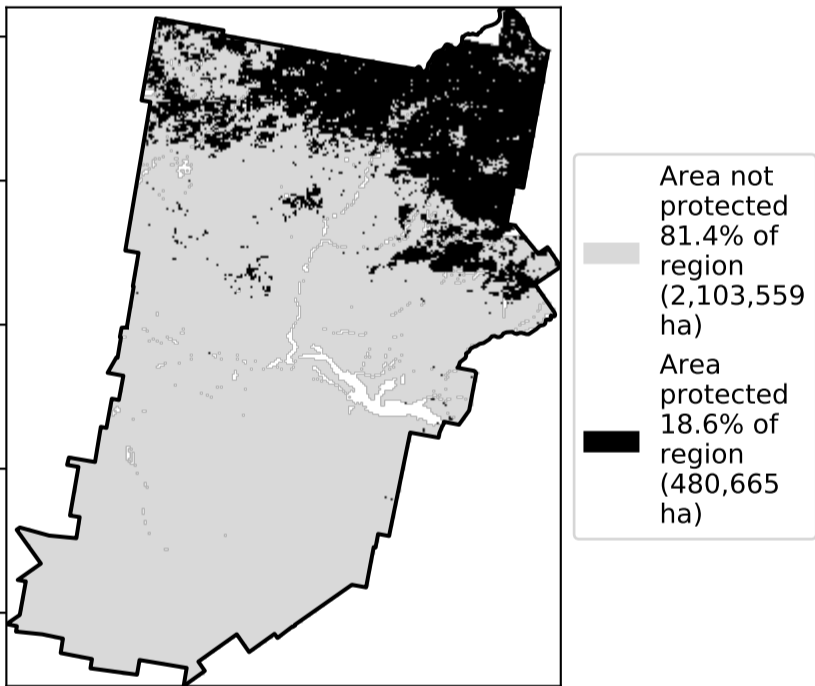 Area not
protected
81.4% of
region
(2,103,559
ha)
Area
protected
18.6% of
region
(480,665
ha)